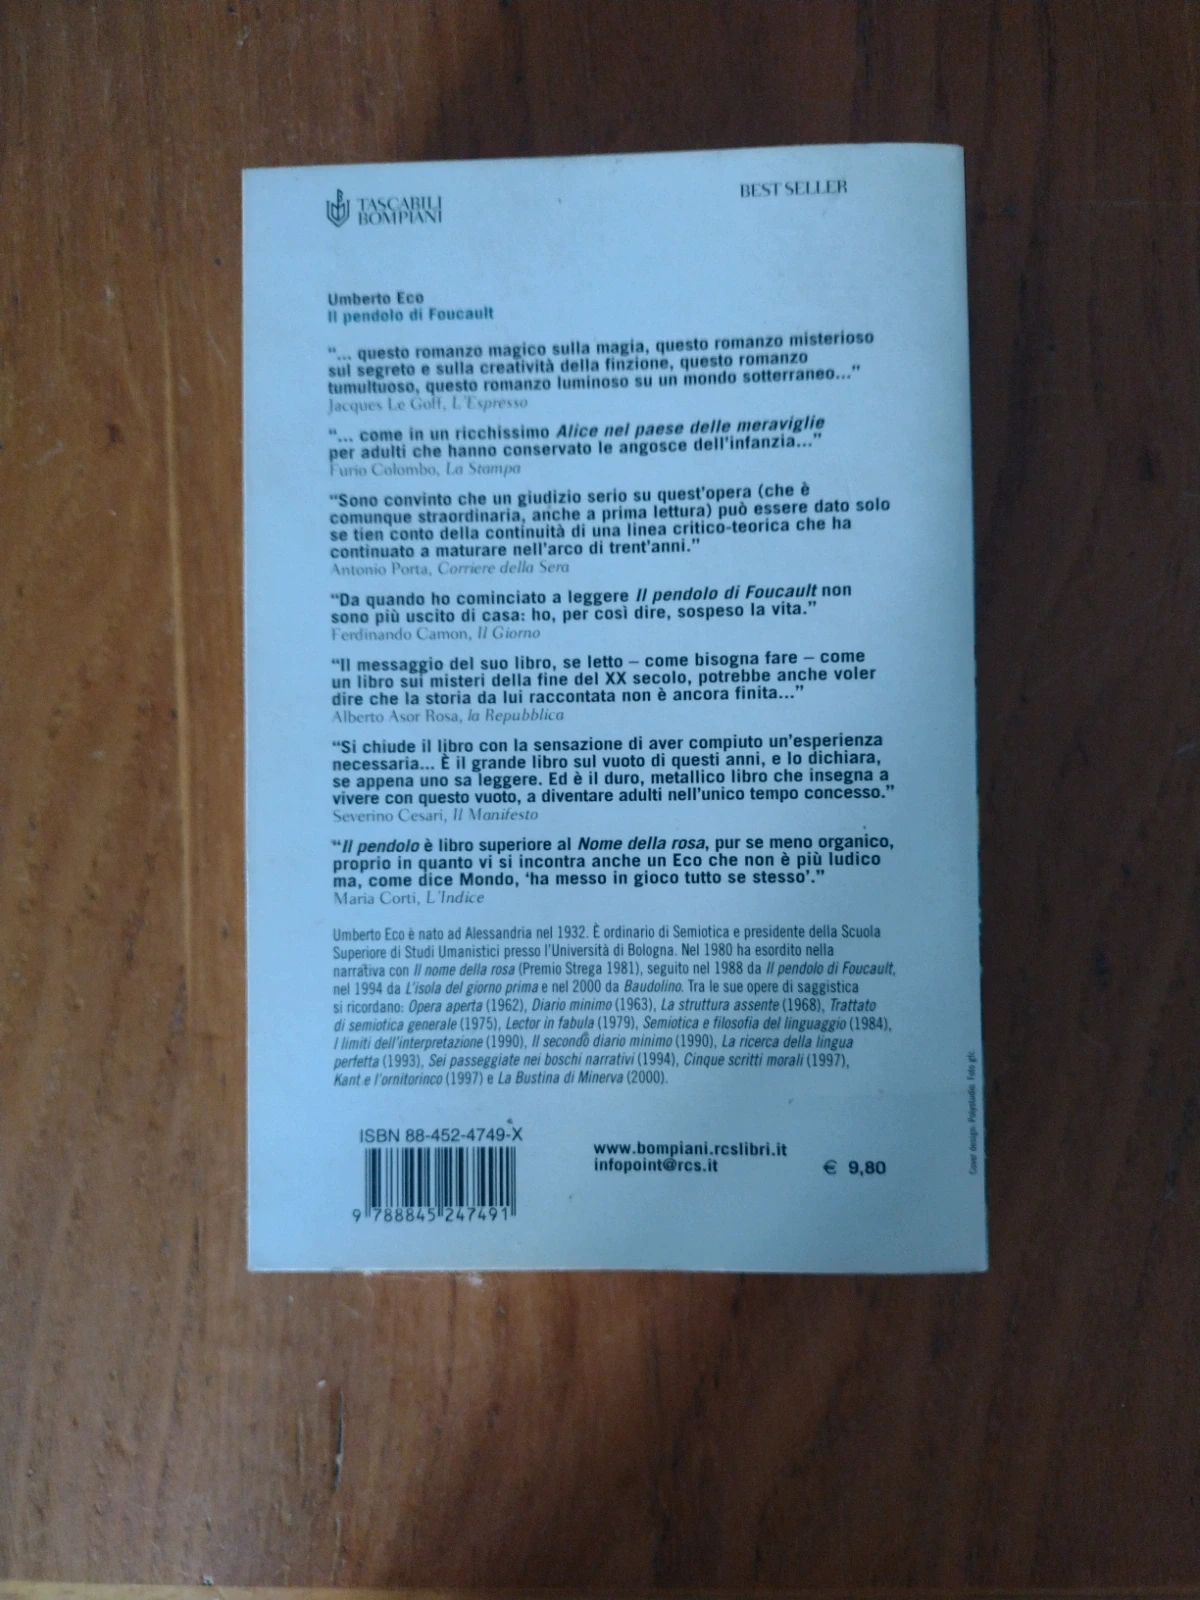 TASCABILI
BOMPIANI
BEST SELLER
Umberto Eco
Il pendolo di Foucault
“... questo romanzo magico sulla magia, questo romanzo misterioso
sul segreto e sulla creatività della finzione, questo romanzo
tumultuoso, questo romanzo luminoso su un mondo sotterraneo...”
Jacques Le Goff, L'Espresso
“... come in un ricchissimo Alice nel paese delle meraviglie
per adulti che hanno conservato le angosce dell'infanzia...”
Furio Colombo, La Stampa
“Sono convinto che un giudizio serio su quest'opera (che è
comunque straordinaria, anche a prima lettura) può essere dato solo
se tien conto della continuità di una linea critico-teorica che ha
continuato a maturare nell'arco di trent'anni.”
Antonio Porta, Corriere della Sera
“Da quando ho cominciato a leggere Il pendolo di Foucault non
sono più uscito di casa: ho, per così dire, sospeso la vita.”
Ferdinando Camon, Il Giorno
“Il messaggio del suo libro, se letto – come bisogna fare – come
un libro sui misteri della fine del XX secolo, potrebbe anche voler
dire che la storia da lui raccontata non è ancora finita...”
Alberto Asor Rosa, la Repubblica
“Si chiude il libro con la sensazione di aver compiuto un'esperienza
necessaria... È il grande libro sul vuoto di questi anni, e lo dichiara,
se appena uno sa leggere. Ed è il duro, metallico libro che insegna a
vivere con questo vuoto, a diventare adulti nell'unico tempo concesso.”
Severino Cesari, Il Manifesto
“Il pendolo è libro superiore al Nome della rosa, pur se meno organico,
proprio in quanto vi si incontra anche un Eco che non è più ludico
ma, come dice Mondo, ‘ha messo in gioco tutto se stesso’.”
Maria Corti, L'Indice
Umberto Eco è nato ad Alessandria nel 1932. È ordinario di Semiotica e presidente della Scuola
Superiore di Studi Umanistici presso l'Università di Bologna. Nel 1980 ha esordito nella
narrativa con Il nome della rosa (Premio Strega 1981), seguito nel 1988 da Il pendolo di Foucault,
nel 1994 da L'isola del giorno prima e nel 2000 da Baudolino. Tra le sue opere di saggistica
si ricordano: Opera aperta (1962), Diario minimo (1963), La struttura assente (1968), Trattato
di semiotica generale (1975), Lector in fabula (1979), Semiotica e filosofia del linguaggio (1984),
I limiti dell'interpretazione (1990), Il secondo diario minimo (1990), La ricerca della lingua
perfetta (1993), Sei passeggiate nei boschi narrativi (1994), Cinque scritti morali (1997),
Kant e l'ornitorinco (1997) e La Bustina di Minerva (2000).
ISBN 88-452-4749-X
9 788845 247491
www.bompiani.rcslibri.it
infopoint@rcs.it
€ 9,80
Cover design: Polystudio. Foto gfc